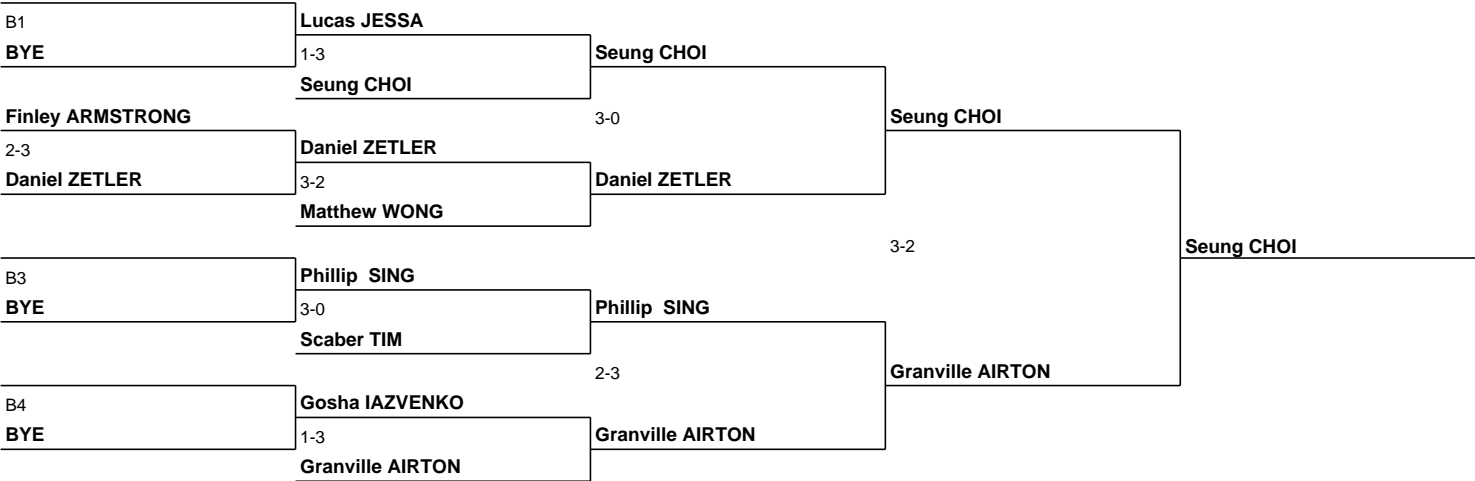 B1
BYE
Finley ARMSTRONG
2-3
Daniel ZETLER
B3
BYE
B4
BYE
Lucas JESSA
1-3
Seung CHOI
Daniel ZETLER
3-2
Matthew WONG
Phillip  SING
3-0
Scaber TIM
Gosha IAZVENKO
1-3
Granville AIRTON
Seung CHOI
3-0
Daniel ZETLER
Phillip  SING
2-3
Granville AIRTON
Seung CHOI
3-2
Granville AIRTON
Seung CHOI